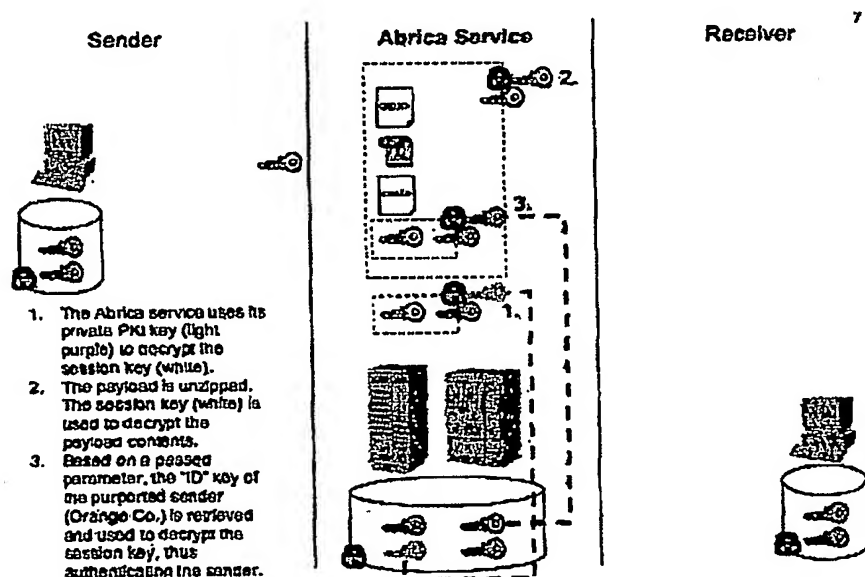 7
Sender
Abrica Service
Receiver
2.
3.
1.
1. The Abrica service uses its
private PKI key (light
purple) to decrypt the
session key (white).
2. The payload is unzipped.
The session key (white) is
used to decrypt the
payload contents.
3. Based on a passed
parameter, the "ID" key of
the purported sender
(Orange Co.) is retrieved
and used to decrypt the
session key, thus
authenticating the sender.